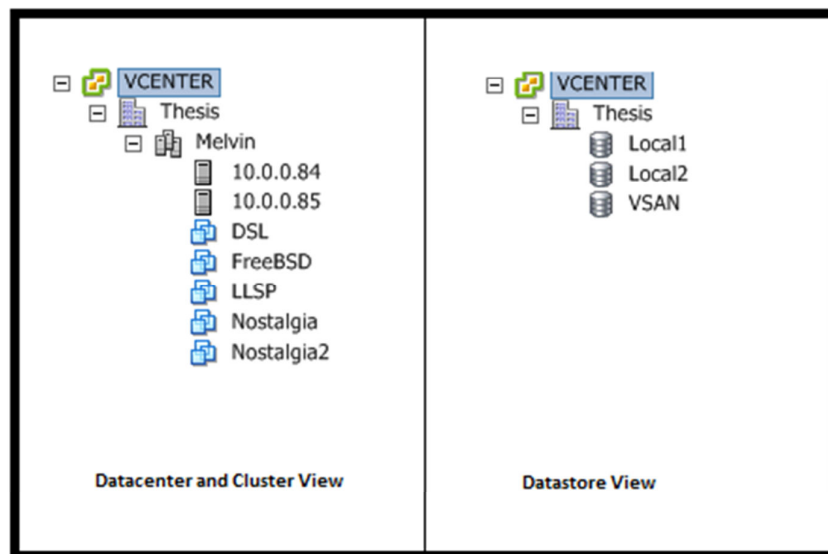 VCENTER
Thesis
Melvin
10.0.0.84
10.0.0.85
DSL
FreeBSD
LLSP
Nostalgia
Nostalgia2
Datacenter and Cluster View
VCENTER
Thesis
Local1
Local2
VSAN
Datastore View